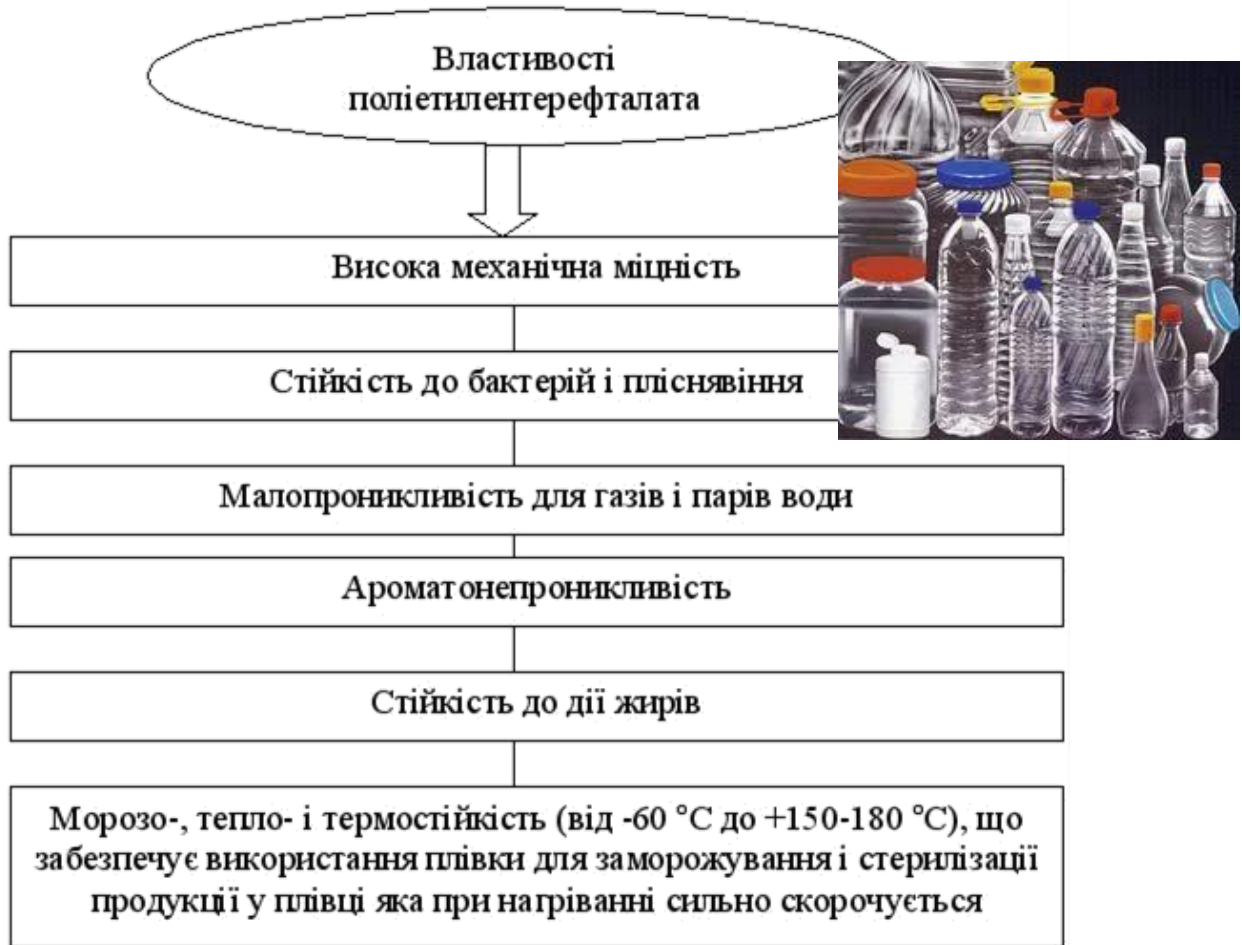 Властивості
поліетилентерефталата
Висока механічна міцність
Стійкість до бактерій і пліснявіння
Малопроникливість для газів і парів води
Ароматонепроникливість
Стійкість до дії жирів
Морозо-, тепло- і термостійкість (від -60 °С до +150-180 °С), що
забезпечує використання плівки для заморожування і стерилізації
продукції у плівці яка при нагріванні сильно скорочується